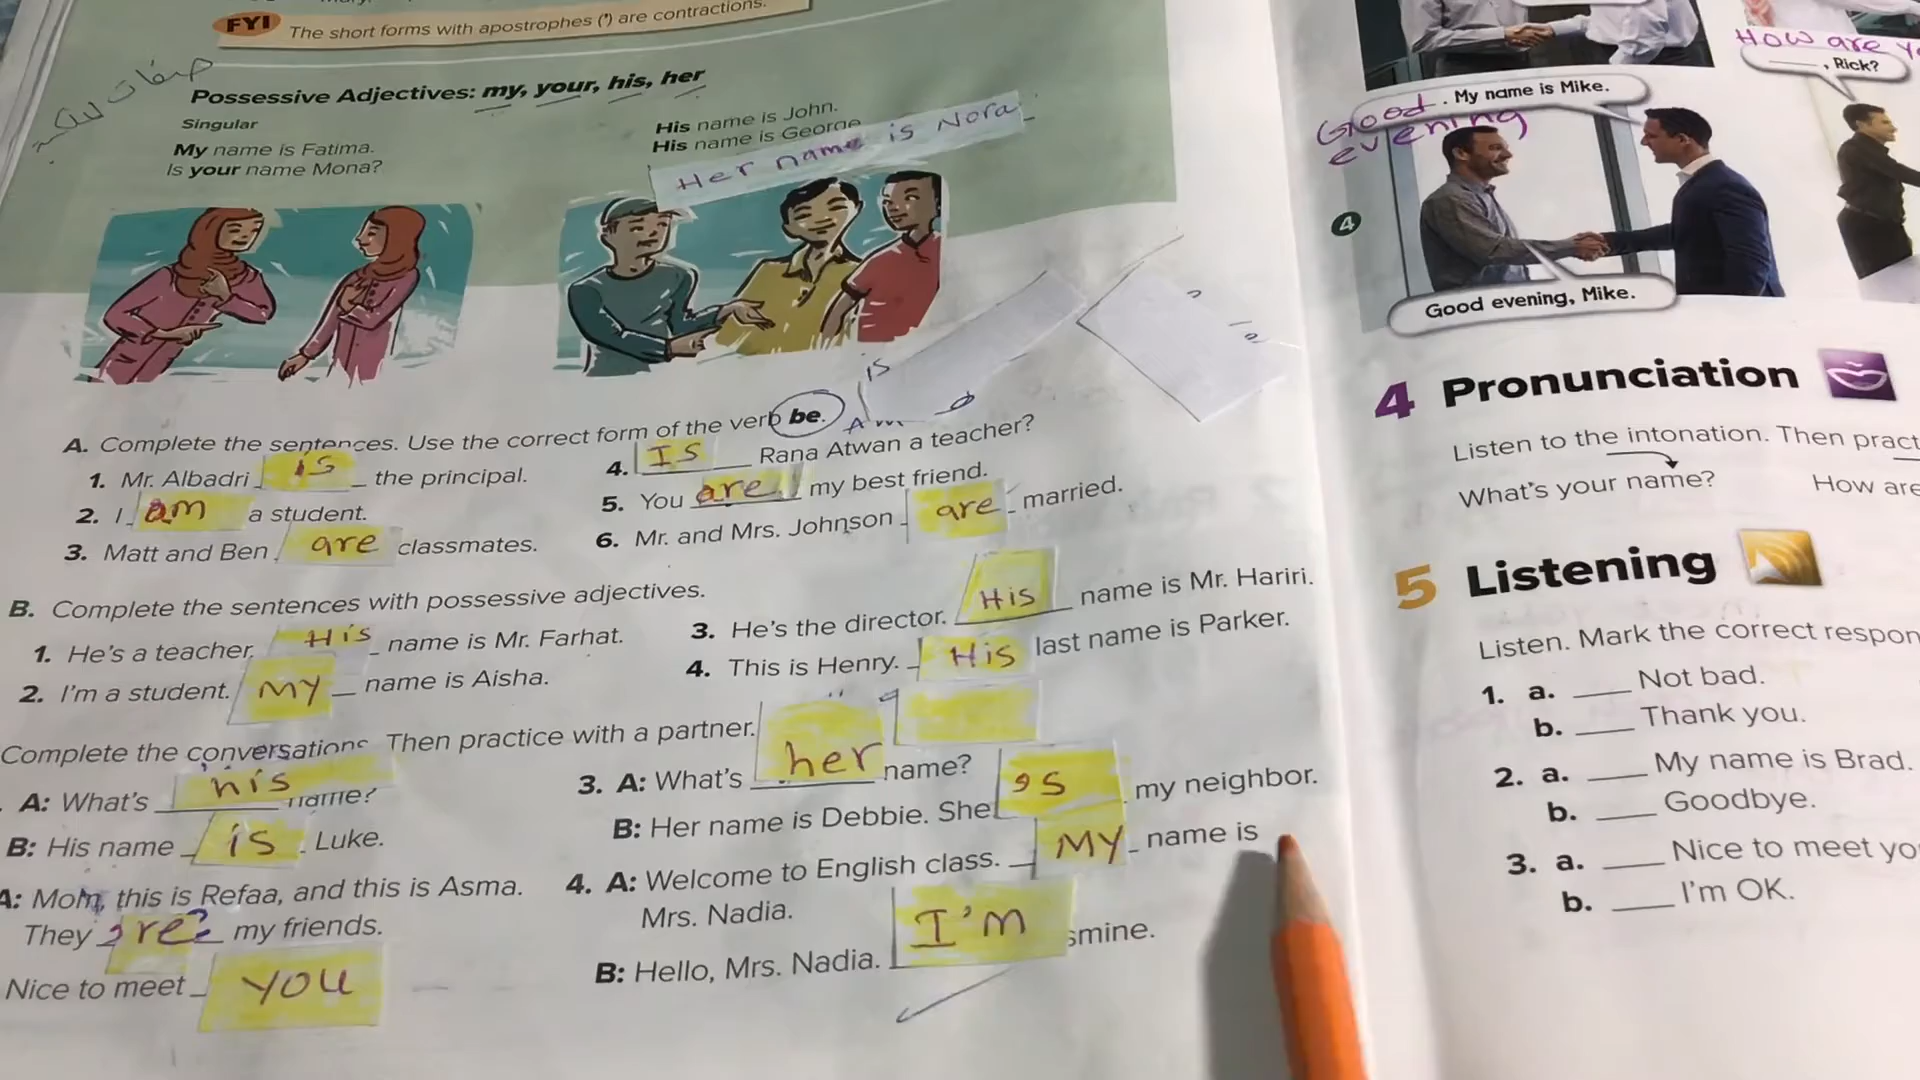 FYI The short forms with apostrophes (') are contractions.
Possessive Adjectives: my, your, his, her
Singular
My name is Fatima.
Is your name Mona?
His name is John.
His name is George
Her name is Nora
A. Complete the sentences. Use the correct form of the verb be.
is
Am
1. Mr. Albadri is the principal.
2. I am a student.
3. Matt and Ben are classmates.
4. Is Rana Atwan a teacher?
5. You are my best friend.
6. Mr. and Mrs. Johnson are married.
B. Complete the sentences with possessive adjectives.
1. He's a teacher. His name is Mr. Farhat.
2. I'm a student. My name is Aisha.
3. He's the director. His name is Mr. Hariri.
4. This is Henry. His last name is Parker.
Complete the conversations. Then practice with a partner.
A: What's his name?
B: His name is Luke.
A: Mom, this is Refaa, and this is Asma.
They are my friends.
Nice to meet you
3. A: What's her name?
B: Her name is Debbie. She 's my neighbor.
4. A: Welcome to English class. My name is
Mrs. Nadia.
B: Hello, Mrs. Nadia. I'm smine.
How are
, Rick?
Good evening . My name is Mike.
4
Good evening, Mike.
4 Pronunciation
Listen to the intonation. Then pract
What's your name? How are
5 Listening
Listen. Mark the correct respon
1. a. ____ Not bad.
b. ____ Thank you.
2. a. ____ My name is Brad.
b. ____ Goodbye.
3. a. ____ Nice to meet yo
b. ____ I'm OK.